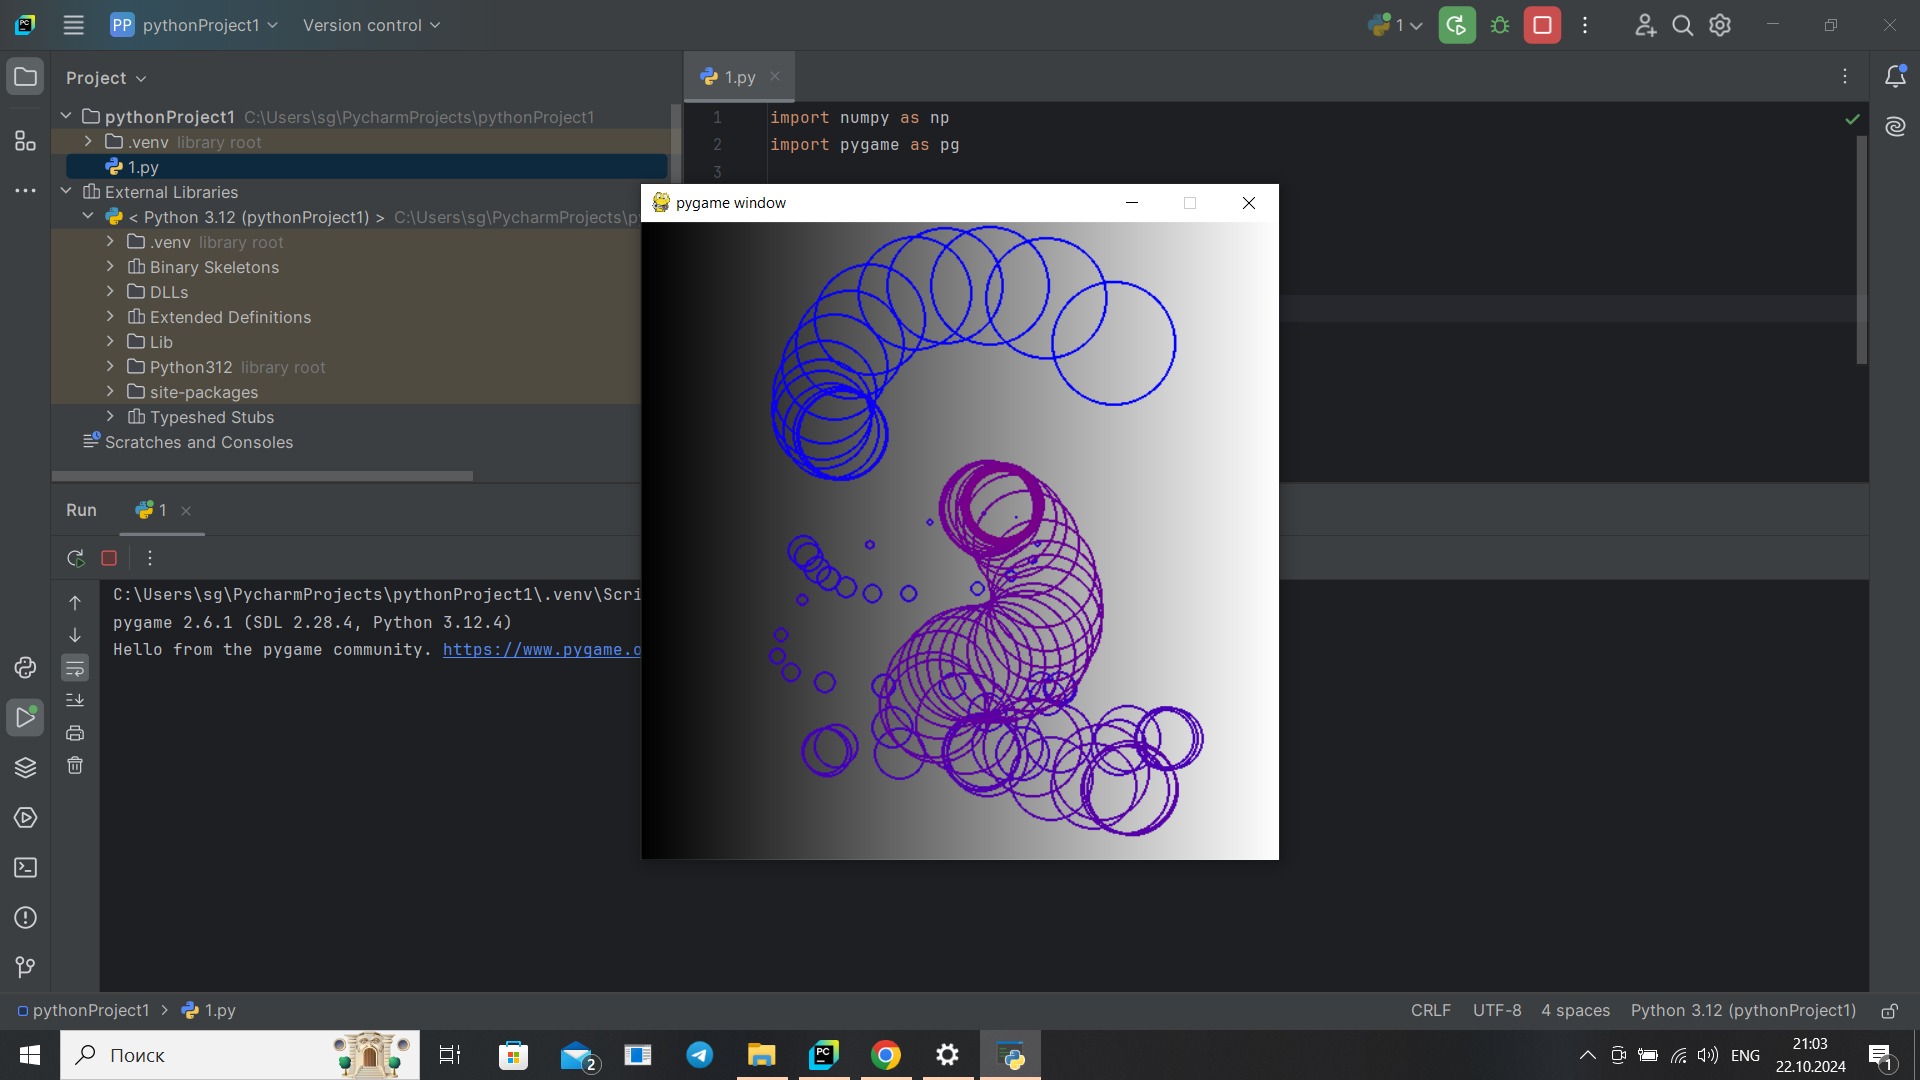 PC
PP pythonProject1
Version control
1
Project
1.py
pythonProject1 C:\Users\sg\PycharmProjects\pythonProject1
.venv library root
1.py
External Libraries
< Python 3.12 (pythonProject1) > C:\Users\sg\PycharmProjects\p
.venv library root
Binary Skeletons
DLLs
Extended Definitions
Lib
Python312 library root
site-packages
Typeshed Stubs
Scratches and Consoles
1 import numpy as np
2 import pygame as pg
3
pygame window
Run
1
C:\Users\sg\PycharmProjects\pythonProject1\.venv\Scri
pygame 2.6.1 (SDL 2.28.4, Python 3.12.4)
Hello from the pygame community. https://www.pygame.o
pythonProject1 > 1.py
CRLF
UTF-8
4 spaces
Python 3.12 (pythonProject1)
Поиск
2
PC
ENG
21:03
22.10.2024
1